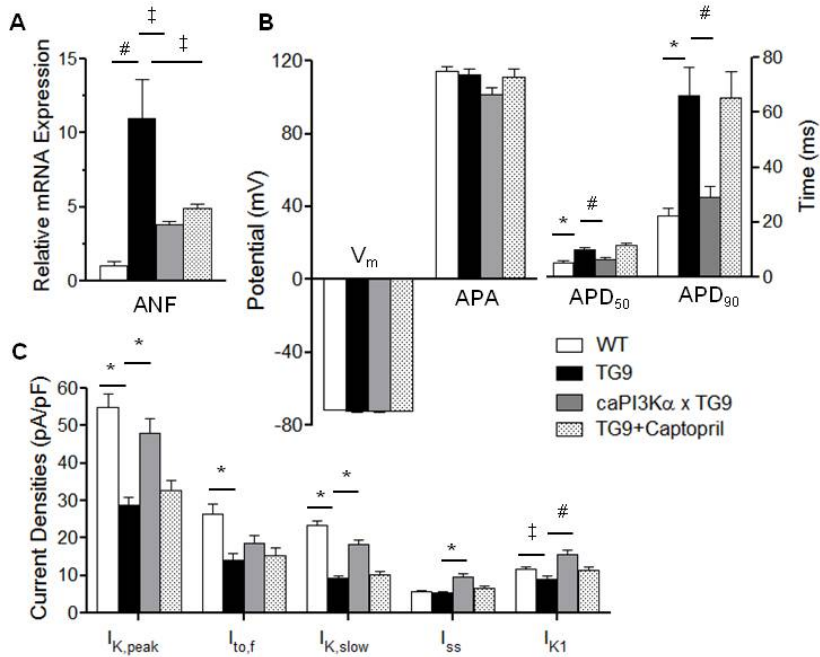 A
B
‡
#
‡
15
10
5
0
Relative mRNA Expression
ANF
120
80
40
0
-40
-80
Potential (mV)
Vm
APA
*
#
*
#
80
60
40
20
0
Time (ms)
APD50
APD90
WT
TG9
caPI3Kα x TG9
TG9+Captopril
C
*
*
*
*
*
*
‡
#
60
50
40
30
20
10
0
Current Densities (pA/pF)
IK,peak
Ito,f
IK,slow
Iss
IK1